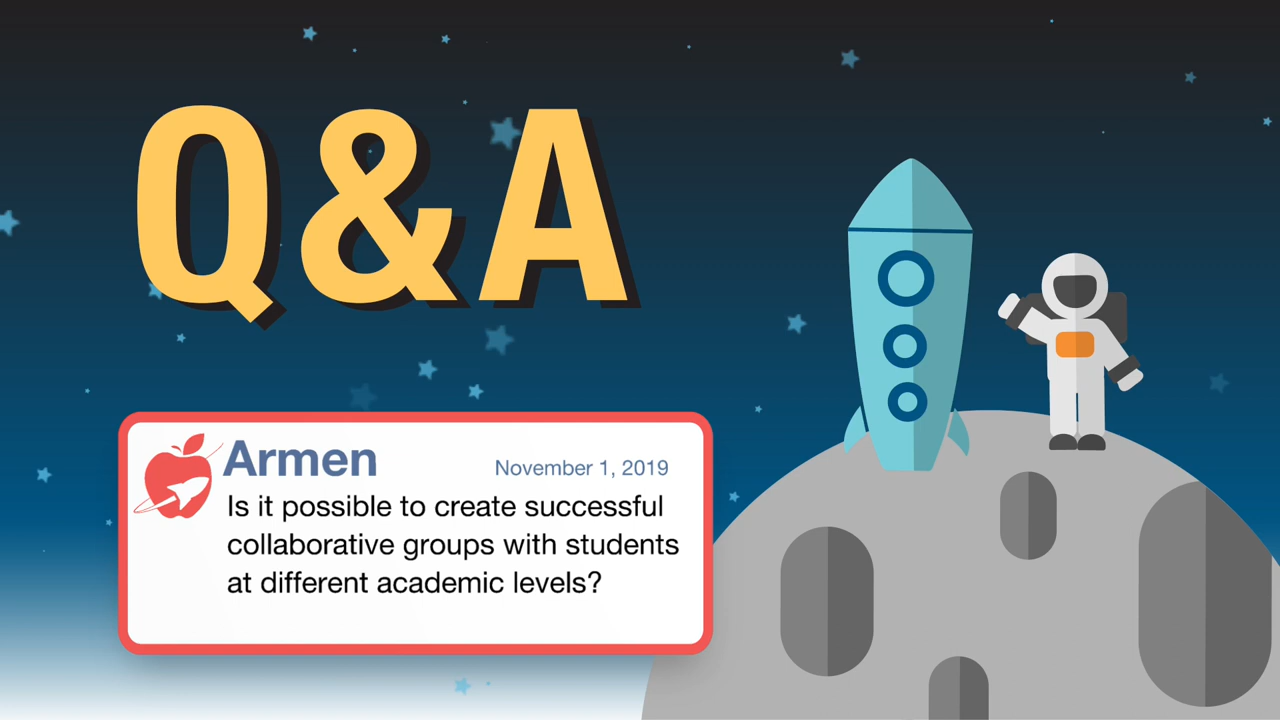 Q&A
Armen
November 1, 2019
Is it possible to create successful
collaborative groups with students
at different academic levels?